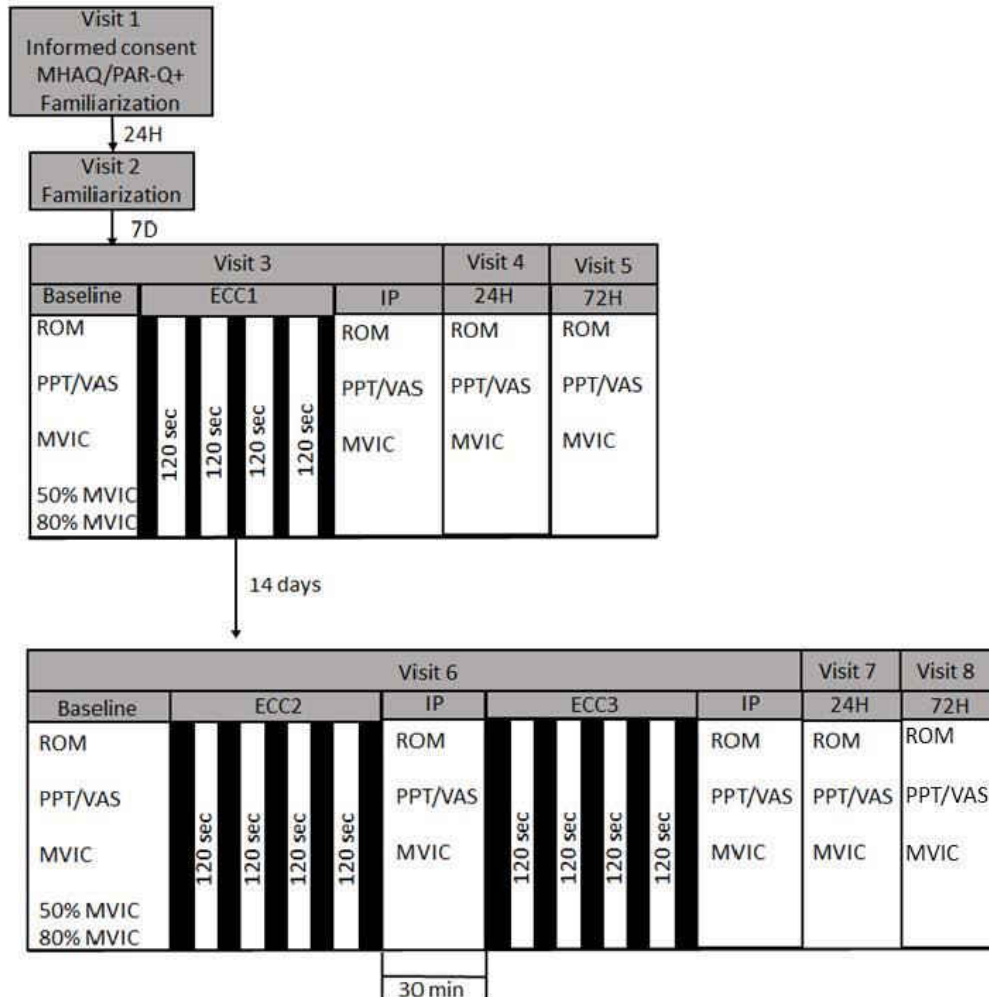 Visit 1
Informed consent
MHAQ/PAR-Q+
Familiarization
24H
Visit 2
Familiarization
7D
Visit 3
Visit 4
Visit 5
Baseline
ECC1
IP
24H
72H
ROM
PPT/VAS
MVIC
50% MVIC
80% MVIC
120 sec
120 sec
120 sec
120 sec
ROM
PPT/VAS
MVIC
ROM
PPT/VAS
MVIC
ROM
PPT/VAS
MVIC
14 days
Visit 6
Visit 7
Visit 8
Baseline
ECC2
IP
ECC3
IP
24H
72H
ROM
PPT/VAS
MVIC
50% MVIC
80% MVIC
120 sec
120 sec
120 sec
120 sec
ROM
PPT/VAS
MVIC
120 sec
120 sec
120 sec
120 sec
ROM
PPT/VAS
MVIC
ROM
PPT/VAS
MVIC
ROM
PPT/VAS
MVIC
30 min